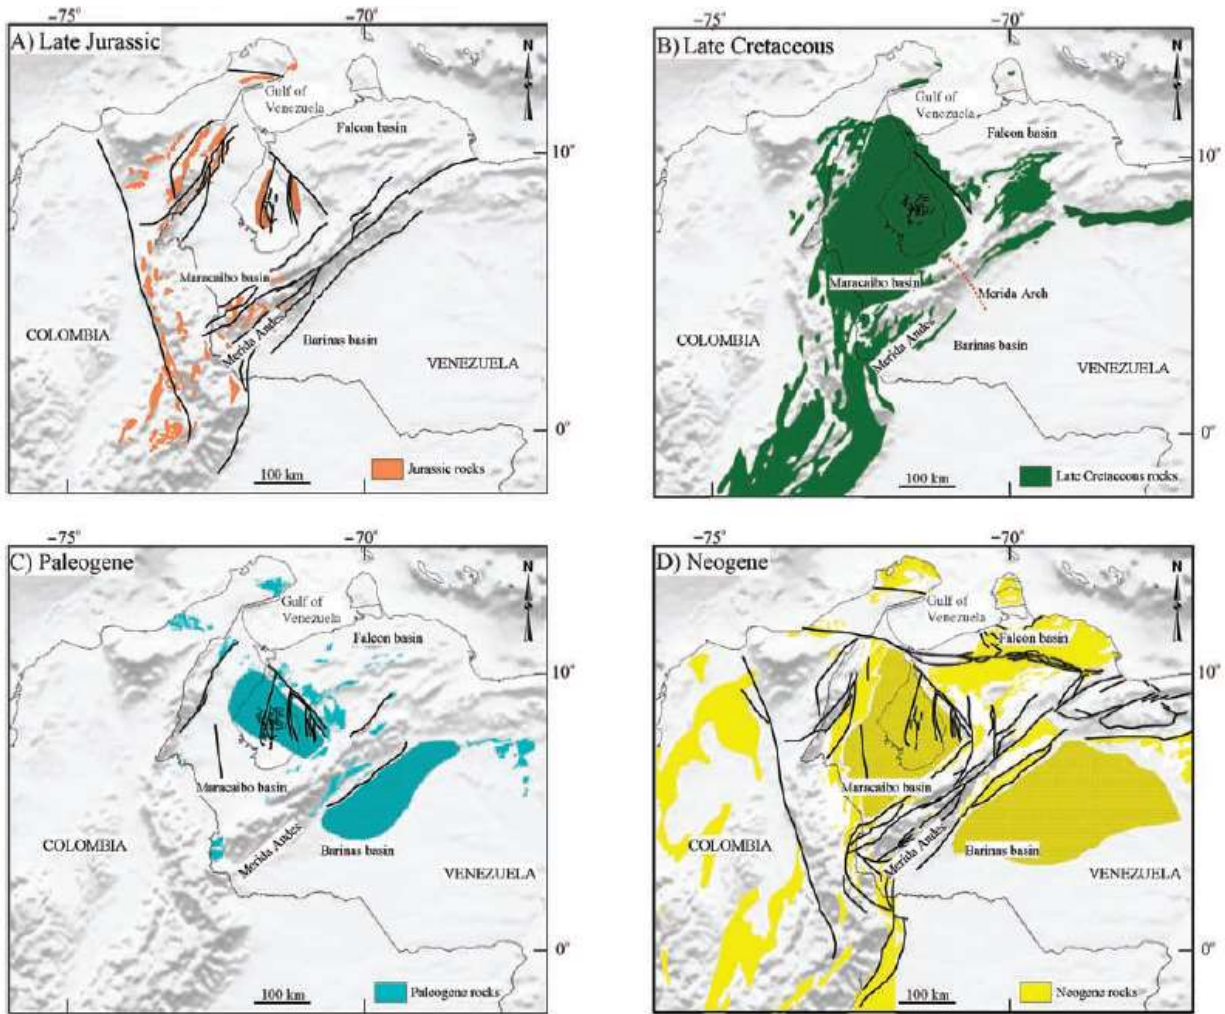 −75°
−70°
A) Late Jurassic
N
Gulf of
Venezuela
Falcon basin
10°
Maracaibo basin
COLOMBIA
Merida Andes
Barinas basin
VENEZUELA
0°
Jurassic rocks
100 km
−75°
−70°
−70°
B) Late Cretaceous
N
Gulf of
Venezuela
Falcon basin
10°
Maracaibo basin
Merida Arch
COLOMBIA
Merida Andes
Barinas basin
VENEZUELA
0°
100 km
Late Cretaceous rocks
−75°
−70°
−75°
−70°
C) Paleogene
N
Gulf of
Venezuela
Falcon basin
10°
Maracaibo basin
COLOMBIA
Merida Andes
Barinas basin
VENEZUELA
0°
100 km
Paleogene rocks
−70°
D) Neogene
N
Gulf of
Venezuela
Falcon basin
10°
Maracaibo basin
COLOMBIA
Merida Andes
Barinas basin
VENEZUELA
0°
100 km
Neogene rocks